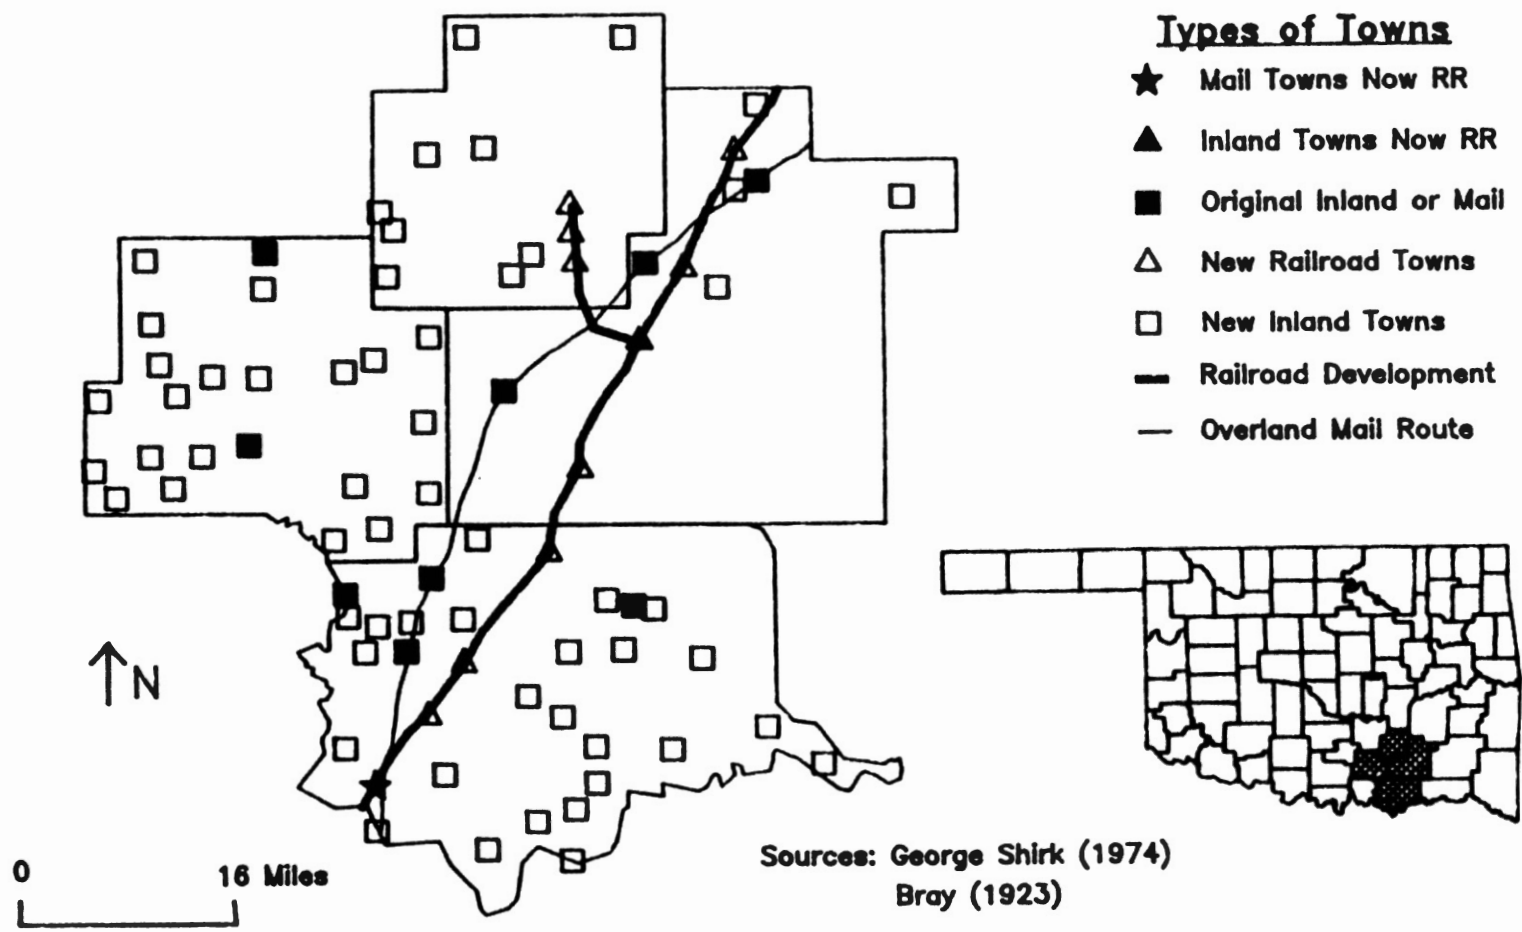 Types of Towns
Mail Towns Now RR
Inland Towns Now RR
Original Inland or Mail
New Railroad Towns
New Inland Towns
Railroad Development
Overland Mail Route
N
0 16 Miles
Sources: George Shirk (1974)
Bray (1923)